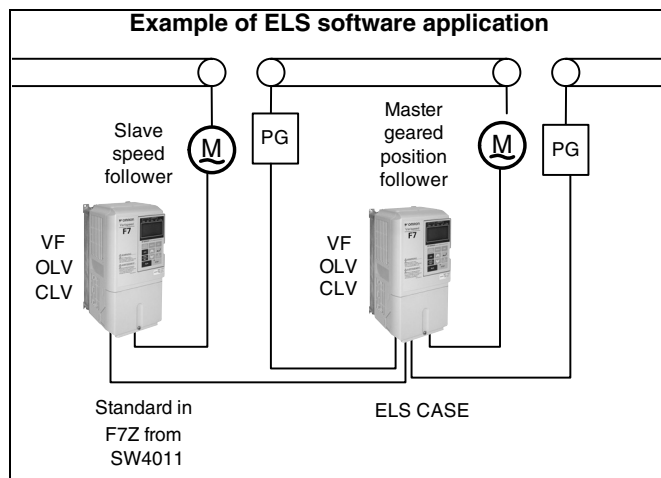 Example of ELS software application
Slave
speed
follower
M
PG
Master
geared
position
follower
M
PG
VF
OLV
CLV
F7
VF
OLV
CLV
F7
Standard in
F7Z from
SW4011
ELS CASE